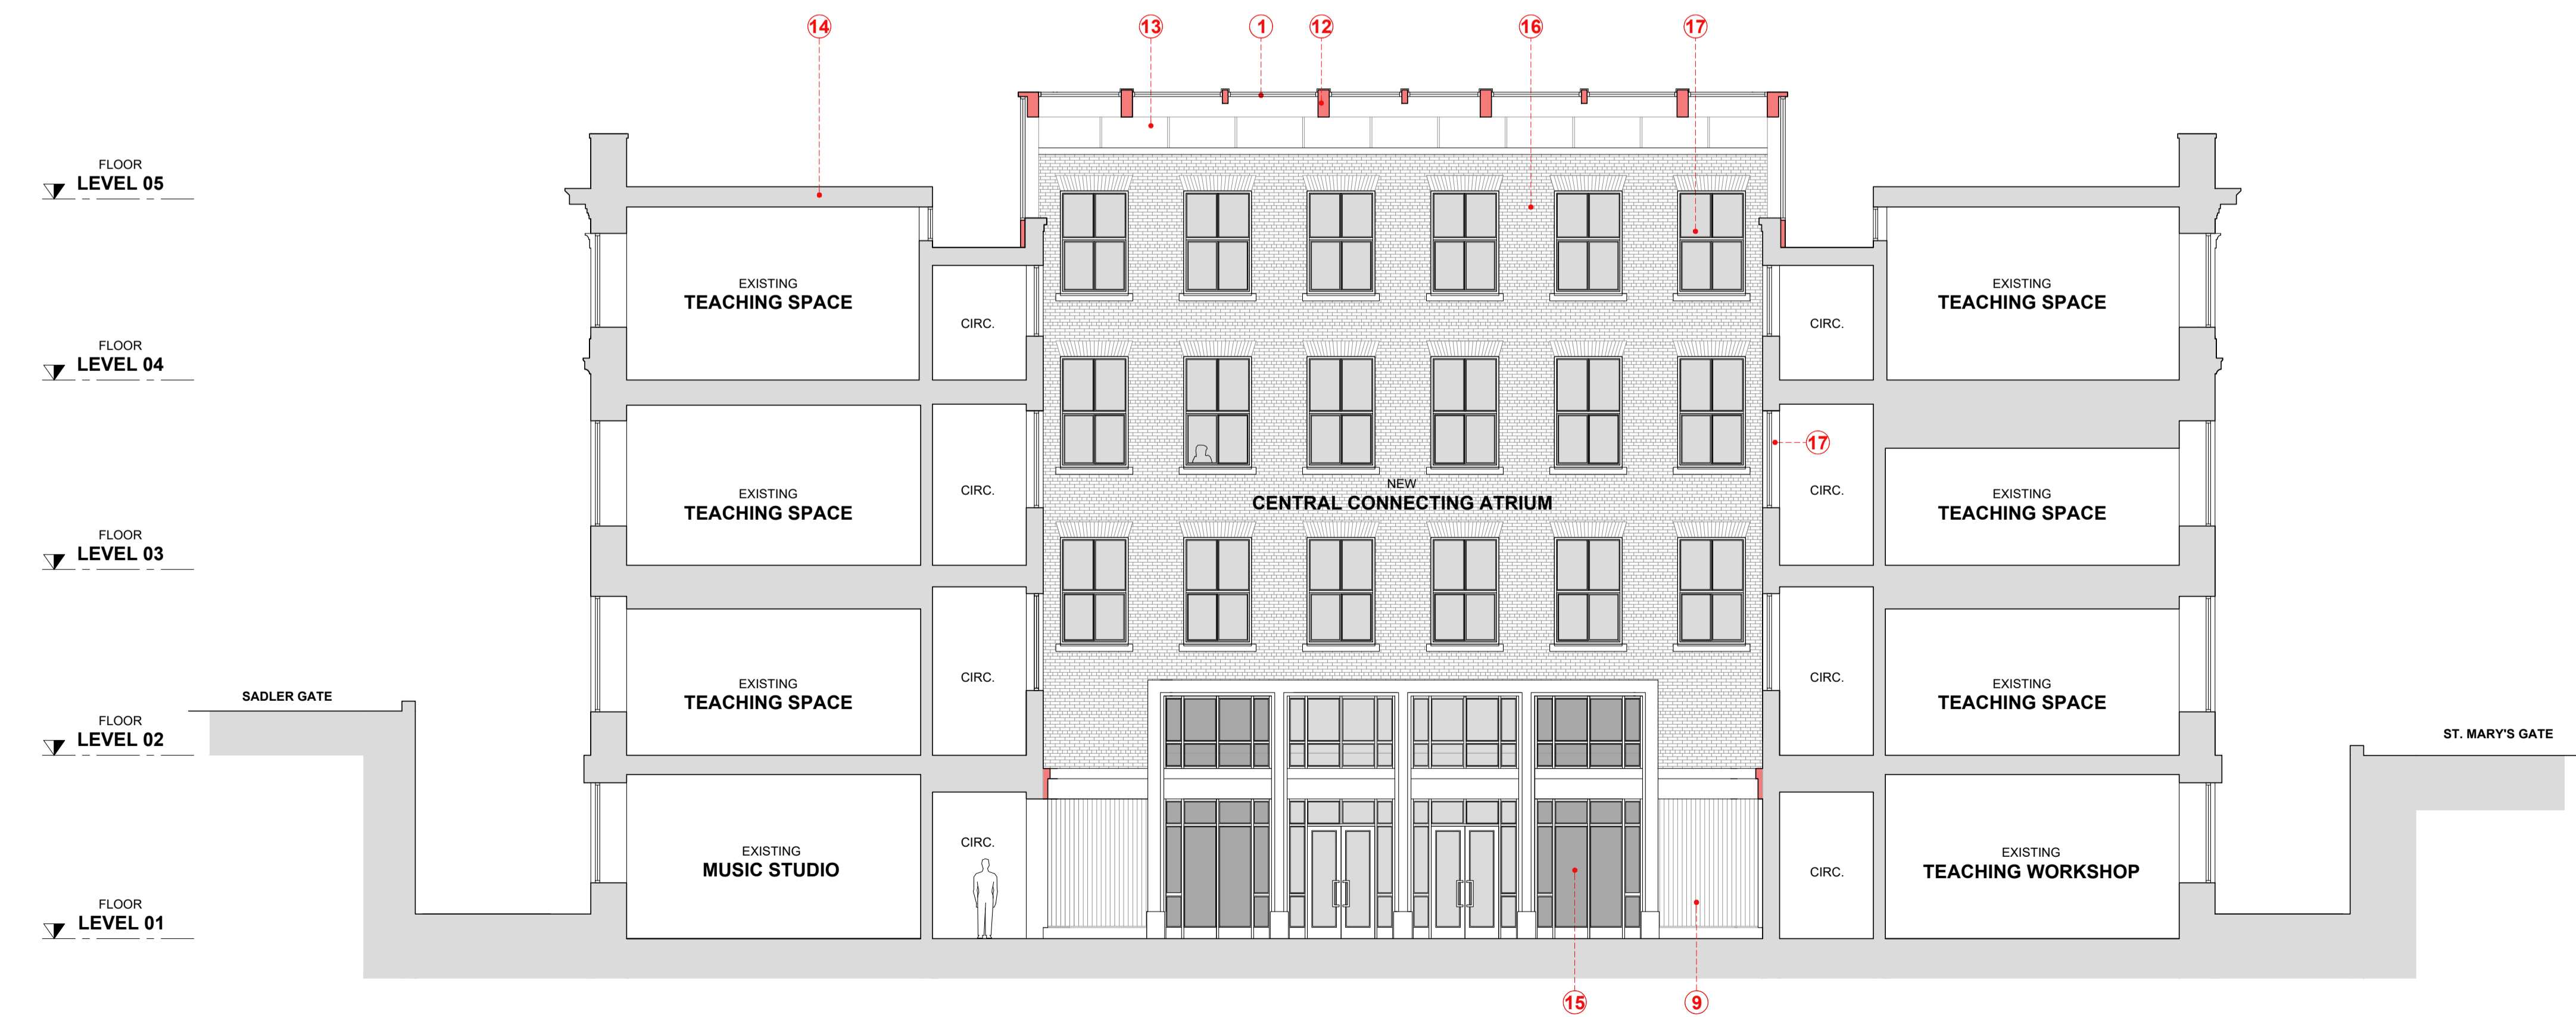 14
13
1
12
16
17
FLOOR
LEVEL 05
EXISTING
TEACHING SPACE
CIRC.
CIRC.
EXISTING
TEACHING SPACE
FLOOR
LEVEL 04
17
EXISTING
TEACHING SPACE
CIRC.
NEW
CENTRAL CONNECTING ATRIUM
CIRC.
EXISTING
TEACHING SPACE
FLOOR
LEVEL 03
EXISTING
TEACHING SPACE
CIRC.
CIRC.
EXISTING
TEACHING SPACE
SADLER GATE
FLOOR
LEVEL 02
ST. MARY'S GATE
EXISTING
MUSIC STUDIO
CIRC.
CIRC.
EXISTING
TEACHING WORKSHOP
FLOOR
LEVEL 01
15
9